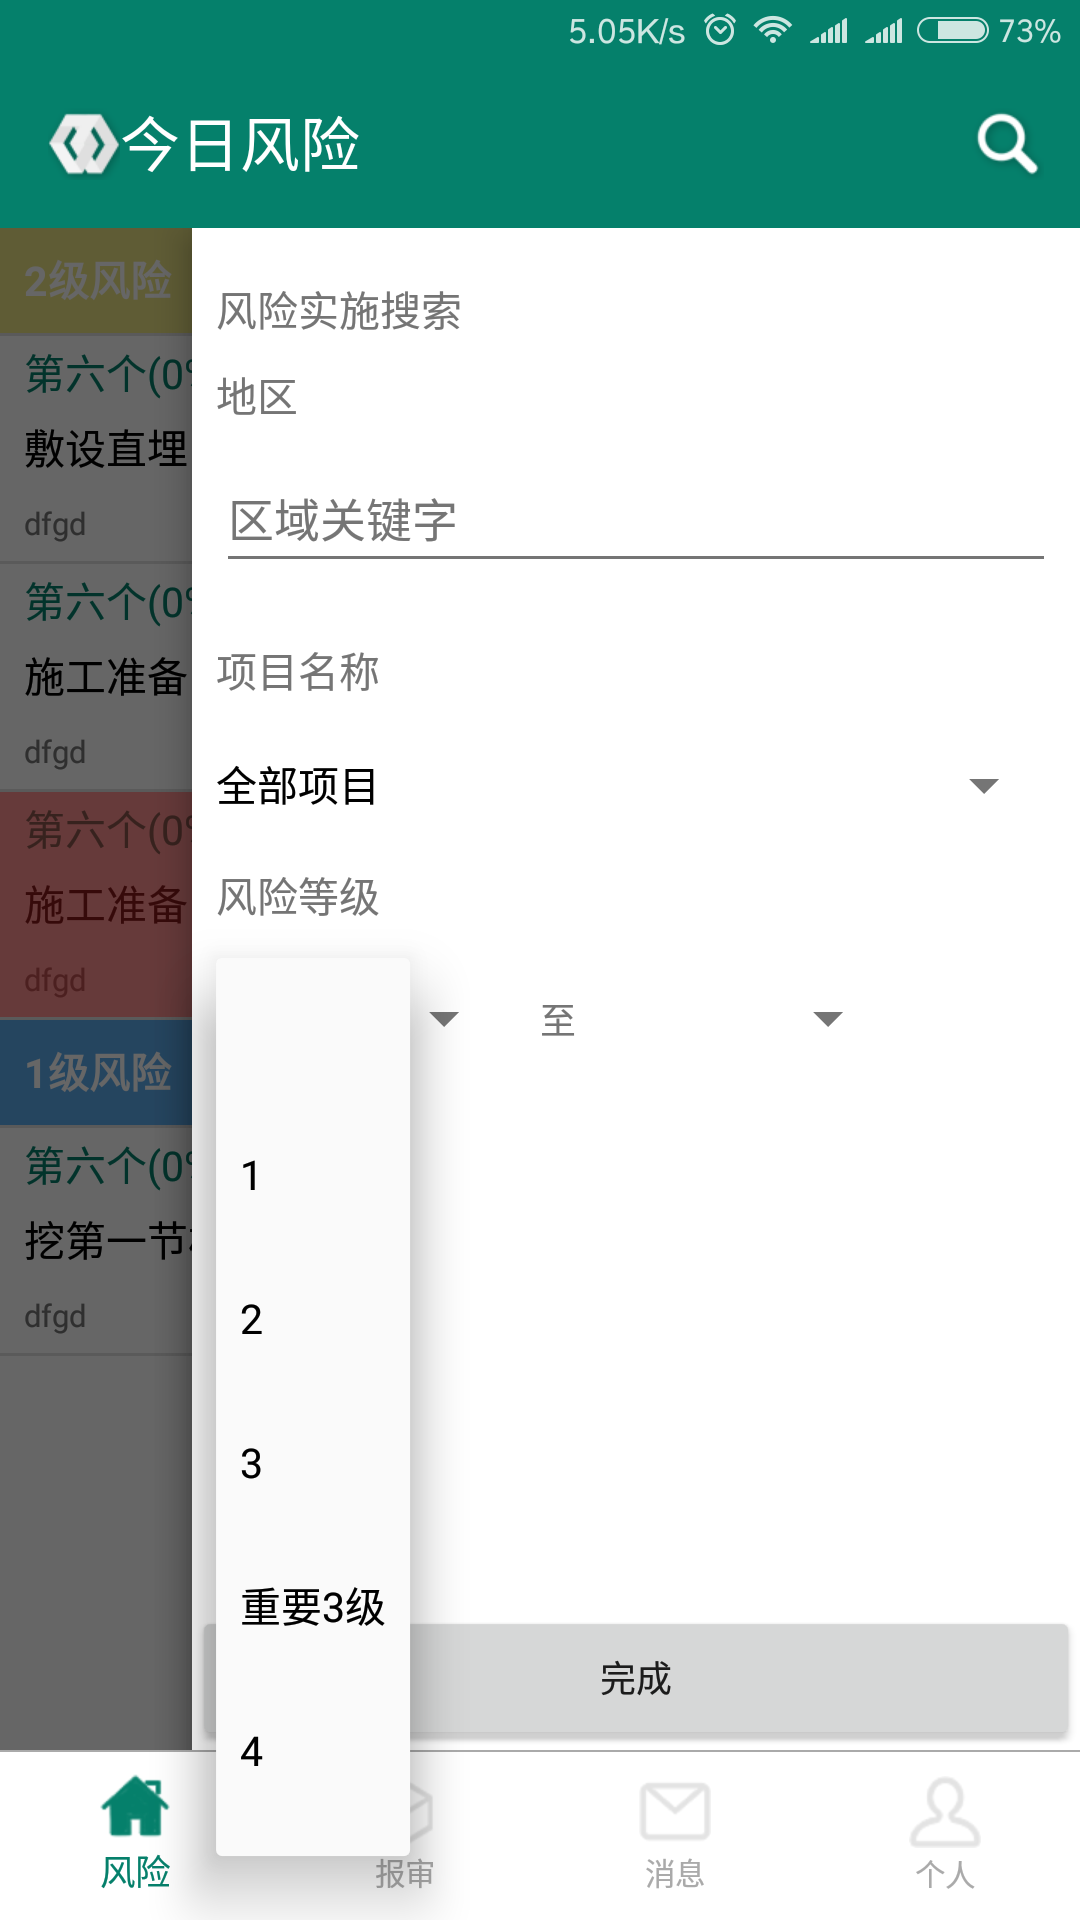 5.05K/s 73%
今日风险
2级风险
第六个(0%
敷设直埋
dfgd
第六个(0%
施工准备
dfgd
第六个(0%
施工准备
dfgd
1级风险
第六个(0%
挖第一节
dfgd
风险实施搜索
地区
区域关键字
项目名称
全部项目
风险等级
至
1
2
3
重要3级
4
完成
风险
报审
消息
个人